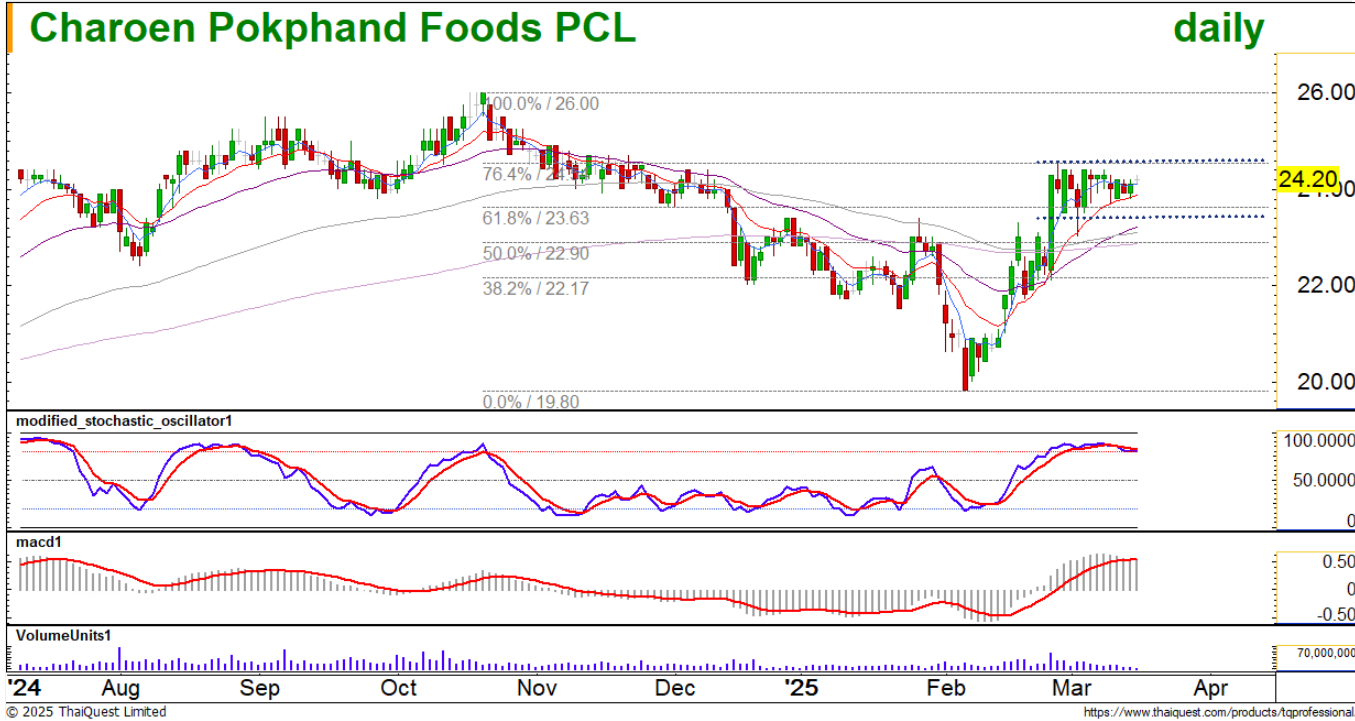 Charoen Pokphand Foods PCL daily
26.00
100.0% / 26.00
76.4% / 24.54
24.20
61.8% / 23.63
50.0% / 22.90
22.00
38.2% / 22.17
20.00
0.0% / 19.80
modified_stochastic_oscillator1
100.0000
50.0000
0
macd1
0.50
0
-0.50
VolumeUnits1
70,000,000
'24 Aug Sep Oct Nov Dec '25 Feb Mar Apr
© 2025 ThaiQuest Limited https://www.thaiquest.com/products/tqprofessional